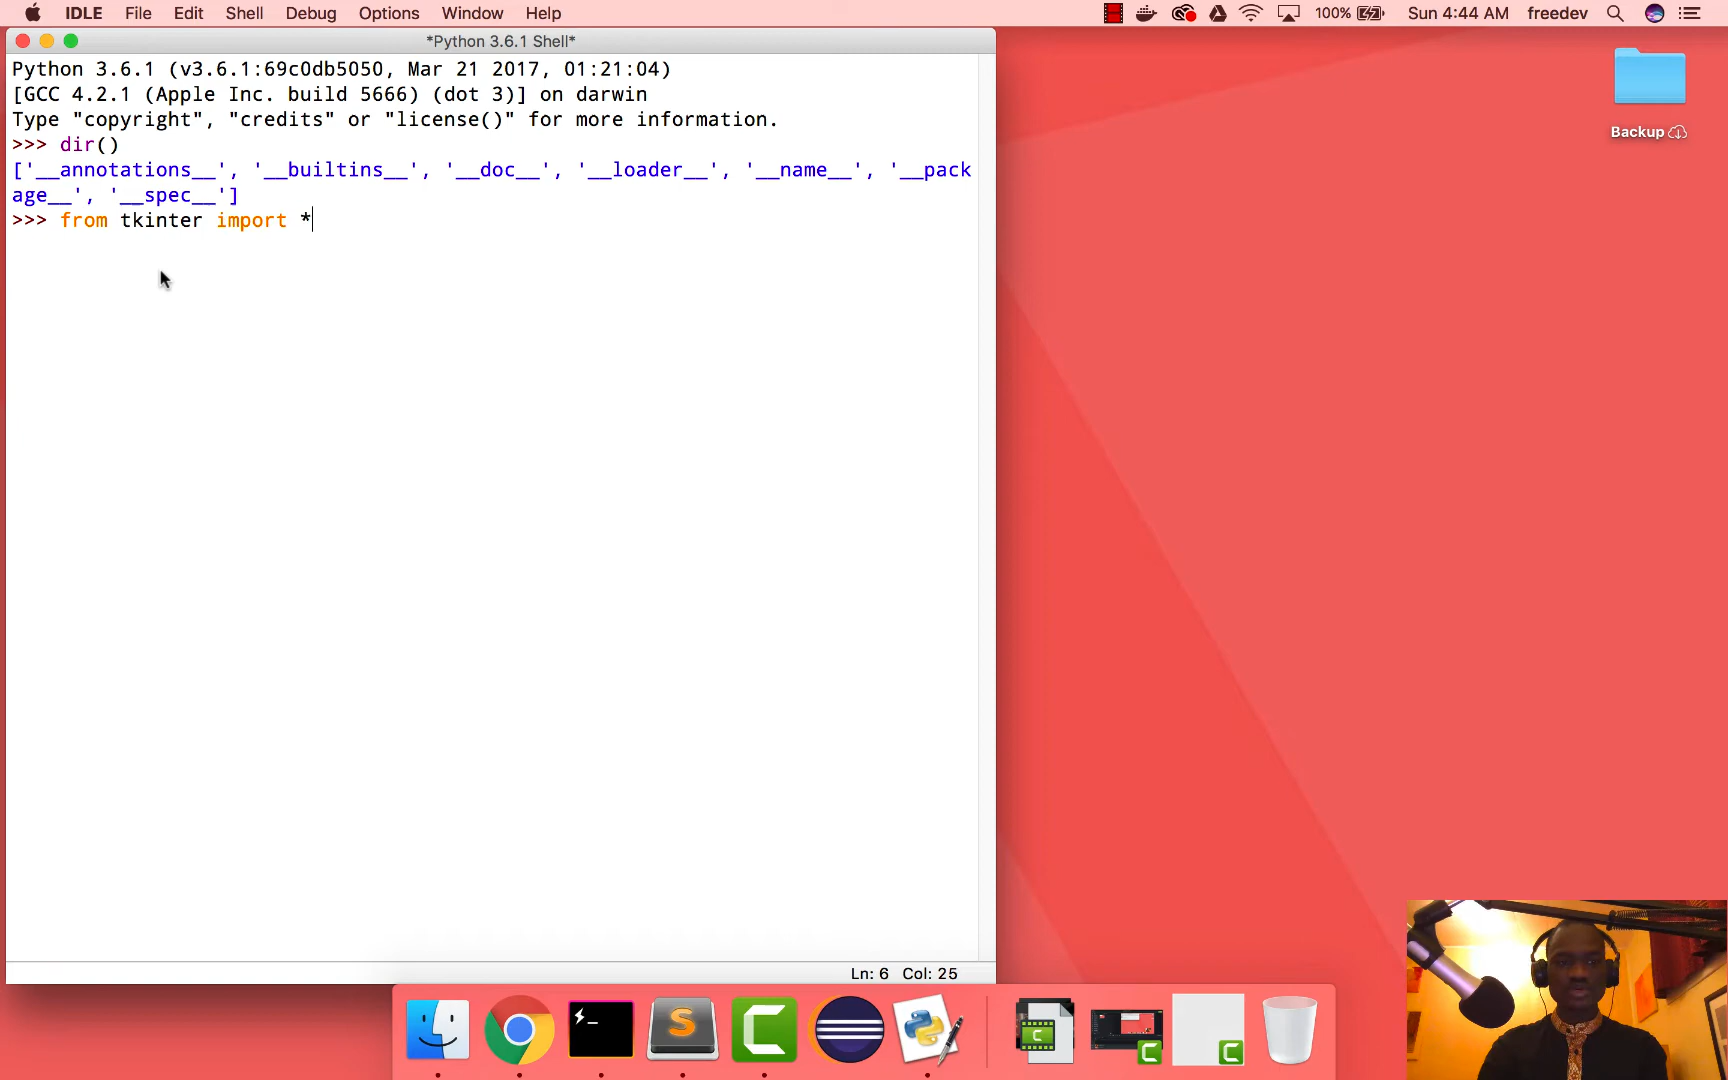 IDLE File Edit Shell Debug Options Window Help 100% Sun 4:44 AM freedev
*Python 3.6.1 Shell*
Python 3.6.1 (v3.6.1:69c0db5050, Mar 21 2017, 01:21:04)
[GCC 4.2.1 (Apple Inc. build 5666) (dot 3)] on darwin
Type "copyright", "credits" or "license()" for more information.
>>> dir()
['__annotations__', '__builtins__', '__doc__', '__loader__', '__name__', '__pack
age__', '__spec__']
>>> from tkinter import *
Backup
Ln: 6 Col: 25